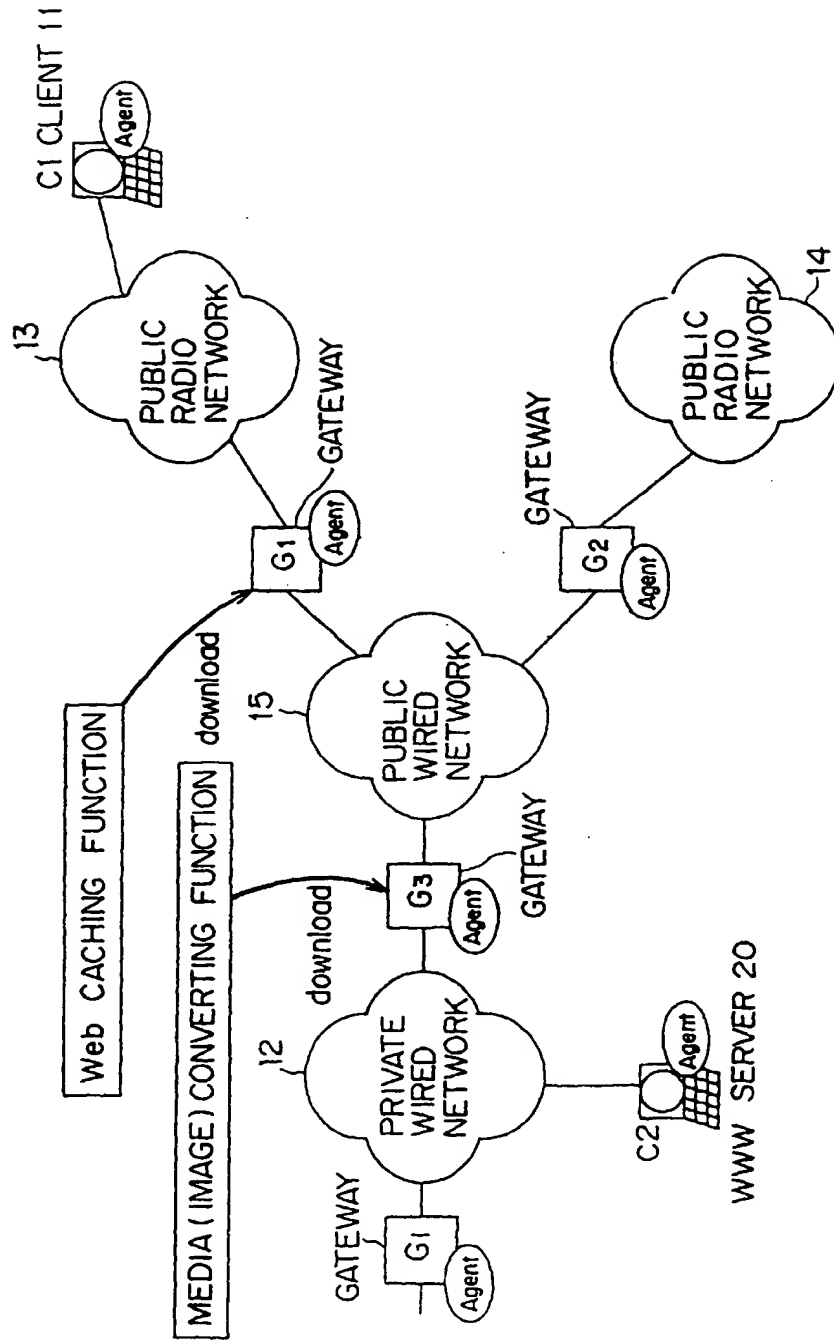 Web CACHING FUNCTION
download
MEDIA (IMAGE) CONVERTING FUNCTION
download
C1 CLIENT 11
Agent
13
PUBLIC
RADIO
NETWORK
G1
GATEWAY
Agent
15
PUBLIC
WIRED
NETWORK
GATEWAY
G2
Agent
PUBLIC
RADIO
NETWORK
14
G3
GATEWAY
Agent
12
PRIVATE
WIRED
NETWORK
GATEWAY
Gi
Agent
C2
Agent
WWW SERVER 20